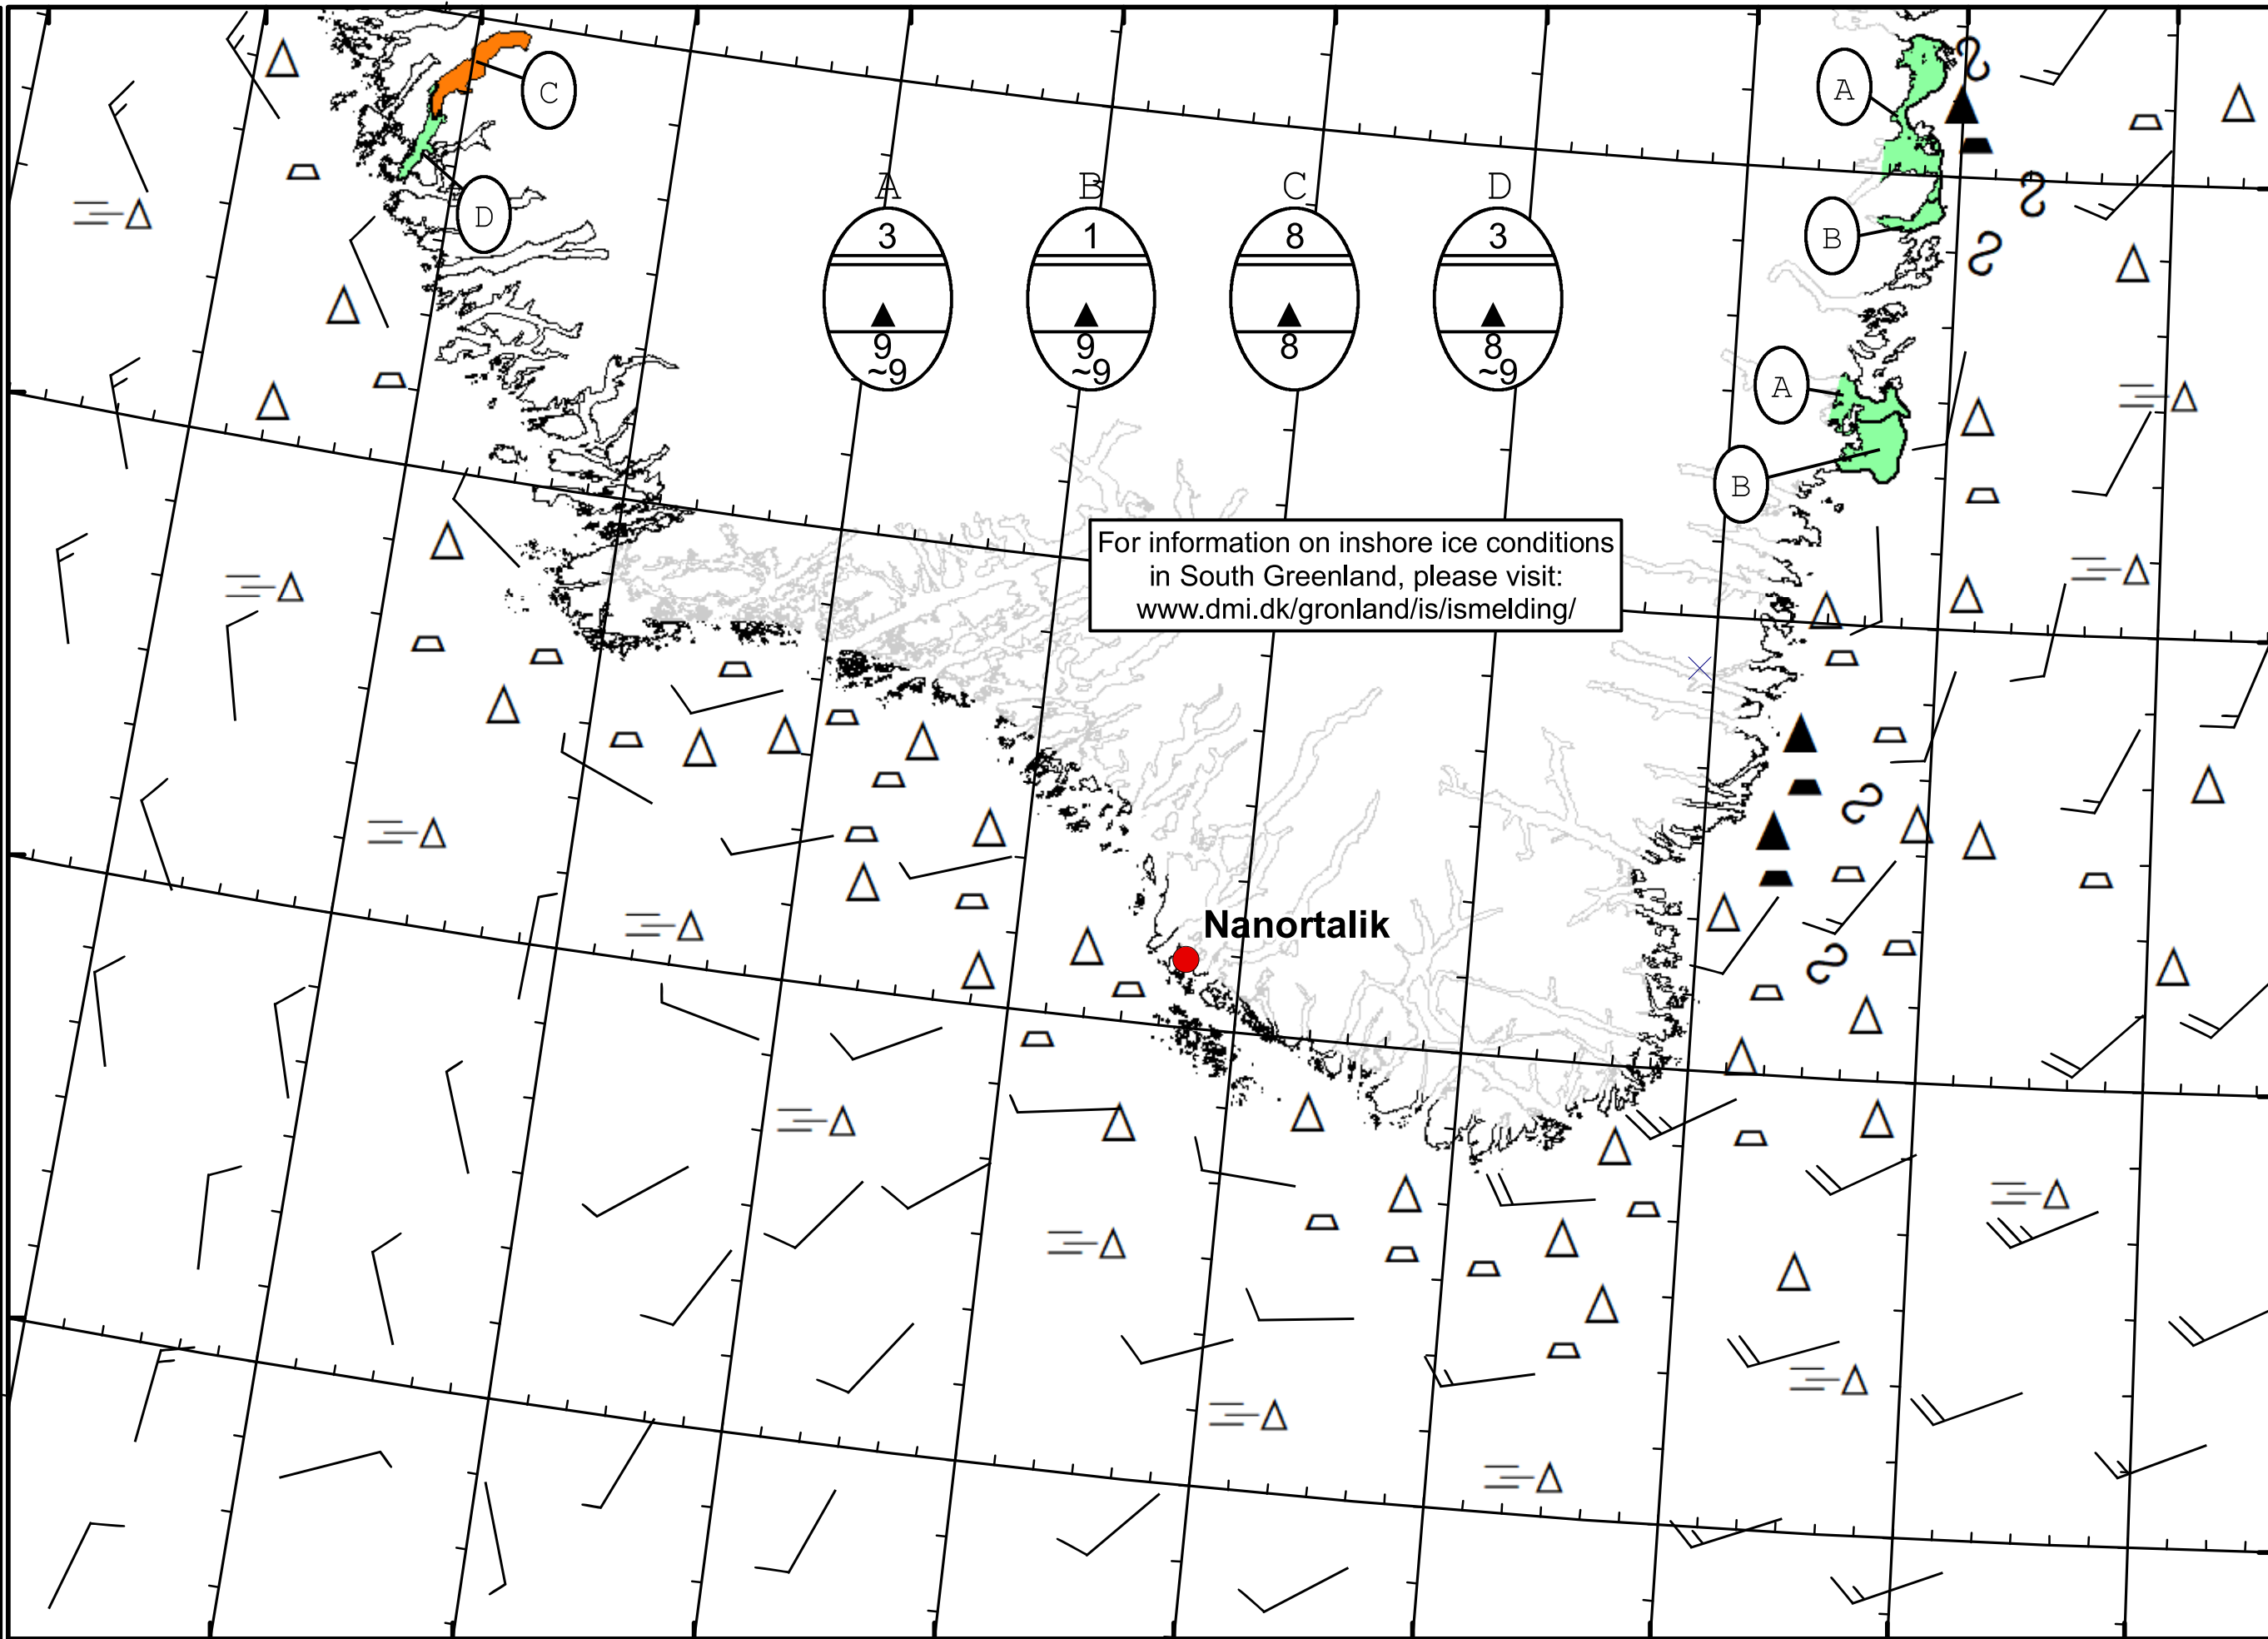 C
A
D
B
A B C D
3 1 8 3
9 9 8 8
~9 ~9 ~9
A
B
For information on inshore ice conditions
in South Greenland, please visit:
www.dmi.dk/gronland/is/ismelding/
Nanortalik